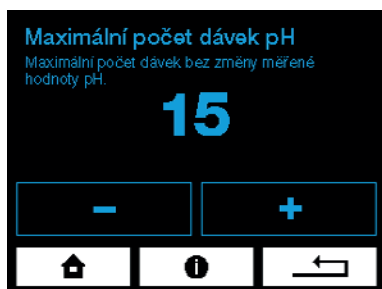 Maximální počet dávek pH
Maximální počet dávek bez změny měřené
hodnoty pH.
15
− +